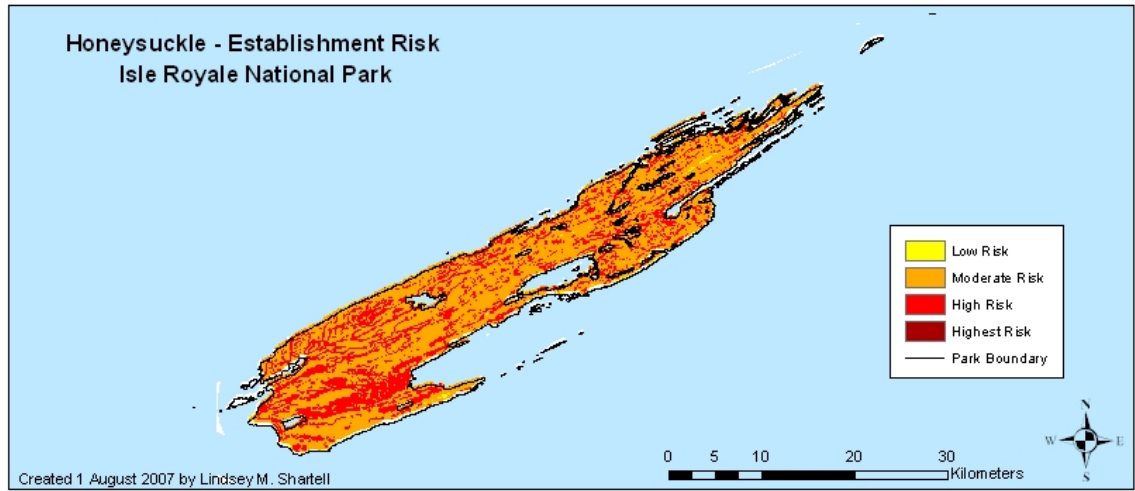 Honeysuckle - Establishment Risk
Isle Royale National Park
Low Risk
Moderate Risk
High Risk
Highest Risk
Park Boundary
N
W E
S
0 5 10 20 30
Kilometers
Created 1 August 2007 by Lindsey M. Shartell